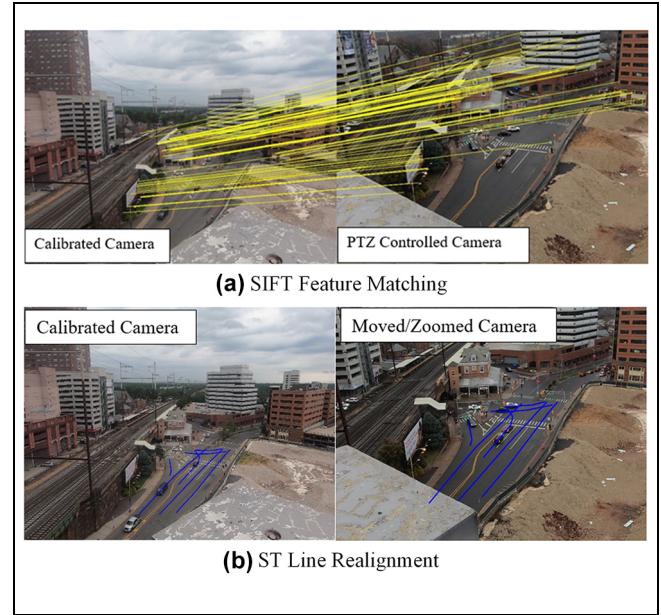 Calibrated Camera
PTZ Controlled Camera
(a) SIFT Feature Matching
Calibrated Camera
Moved/Zoomed Camera
(b) ST Line Realignment